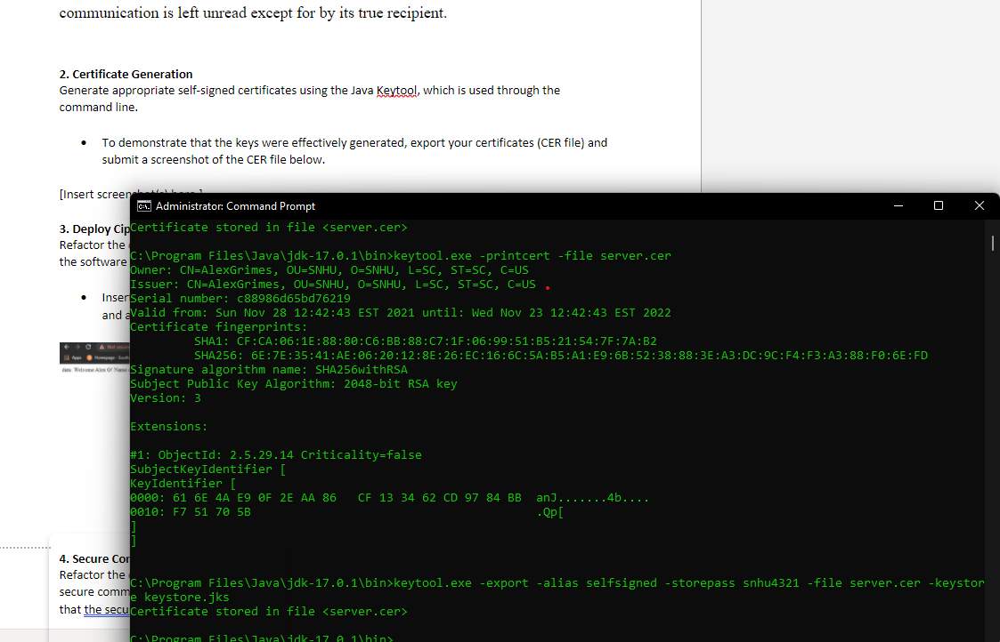 communication is left unread except for by its true recipient.
2. Certificate Generation
Generate appropriate self-signed certificates using the Java Keytool, which is used through the
command line.
• To demonstrate that the keys were effectively generated, export your certificates (CER file) and
submit a screenshot of the CER file below.
[Insert screenshot(s) here.]
3. Deploy Cip
Refactor the
the software
• Inser
and a
Administrator: Command Prompt
Certificate stored in file <server.cer>
C:\Program Files\Java\jdk-17.0.1\bin>keytool.exe -printcert -file server.cer
Owner: CN=AlexGrimes, OU=SNHU, O=SNHU, L=SC, ST=SC, C=US
Issuer: CN=AlexGrimes, OU=SNHU, O=SNHU, L=SC, ST=SC, C=US
Serial number: c88986d65bd76219
Valid from: Sun Nov 28 12:42:43 EST 2021 until: Wed Nov 23 12:42:43 EST 2022
Certificate fingerprints:
SHA1: CF:CA:06:1E:88:80:C6:BB:88:C7:1F:06:99:51:B5:21:54:7F:7A:B2
SHA256: 6E:7E:35:41:AE:06:20:12:8E:26:EC:16:6C:5A:B5:A1:E9:6B:52:38:88:3E:A3:DC:9C:F4:F3:A3:88:F0:6E:FD
Signature algorithm name: SHA256withRSA
Subject Public Key Algorithm: 2048-bit RSA key
Version: 3
Extensions:
#1: ObjectId: 2.5.29.14 Criticality=false
SubjectKeyIdentifier [
KeyIdentifier [
0000: 61 6E 4A E9 0F 2E AA 86 CF 13 34 62 CD 97 84 BB anJ.......4b....
0010: F7 51 70 5B .Qp[
]
]
C:\Program Files\Java\jdk-17.0.1\bin>keytool.exe -export -alias selfsigned -storepass snhu4321 -file server.cer -keystor
e keystore.jks
Certificate stored in file <server.cer>
C:\Program Files\Java\jdk-17.0.1\bin>
4. Secure Cor
Refactor the
secure comm
that the secu